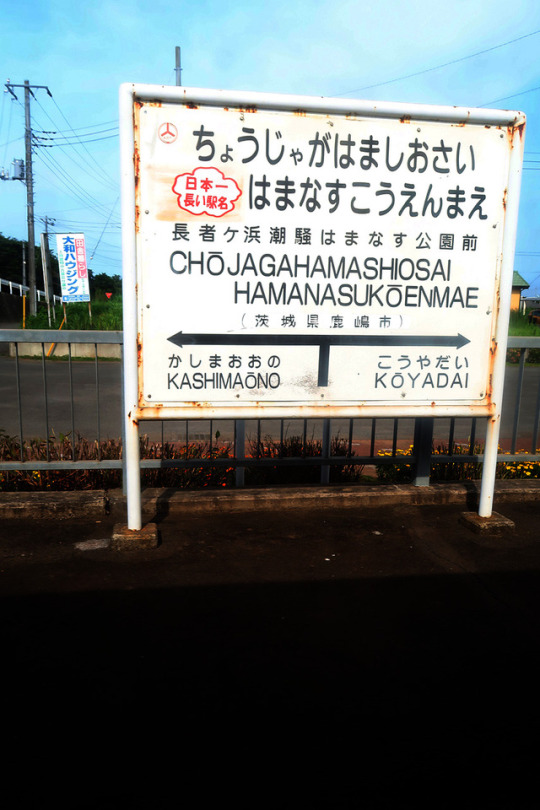 ちょうじゃがはましおさい
日本一
長い駅名
はまなすこうえんまえ
長者ケ浜潮騒はまなす公園前
CHŌJAGAHAMASHIOSAI
HAMANASUKŌENMAE
(茨城県鹿嶋市)
かしまおおの
KASHIMAŌNO
こうやだい
KŌYADAI
大和ハウジング